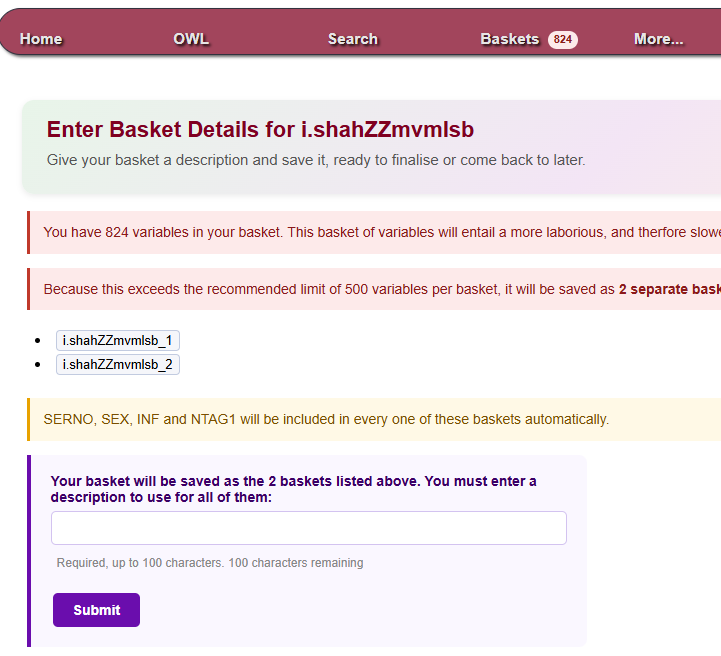 Home OWL Search Baskets 824 More...
Enter Basket Details for i.shahZZmvmlsb
Give your basket a description and save it, ready to finalise or come back to later.
You have 824 variables in your basket. This basket of variables will entail a more laborious, and therfore slowe
Because this exceeds the recommended limit of 500 variables per basket, it will be saved as 2 separate bask
i.shahZZmvmlsb_1
i.shahZZmvmlsb_2
SERNO, SEX, INF and NTAG1 will be included in every one of these baskets automatically.
Your basket will be saved as the 2 baskets listed above. You must enter a
description to use for all of them:
Required, up to 100 characters. 100 characters remaining
Submit